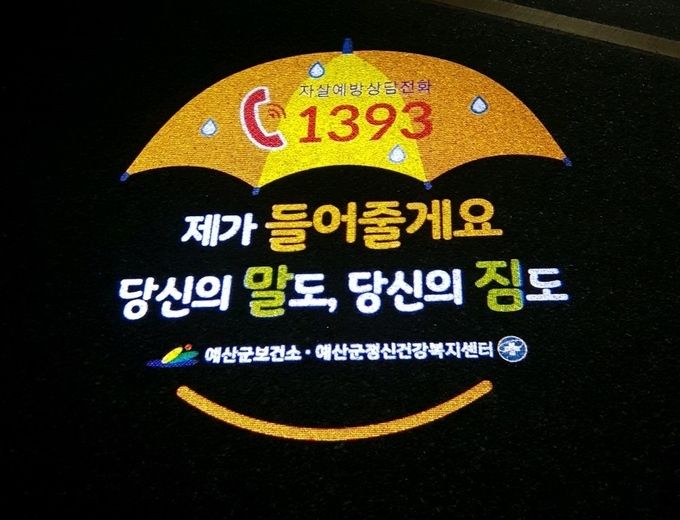 자살예방상담전화
1393
제가 들어줄게요
당신의 말도, 당신의 짐도
예산군보건소 · 예산군정신건강복지센터